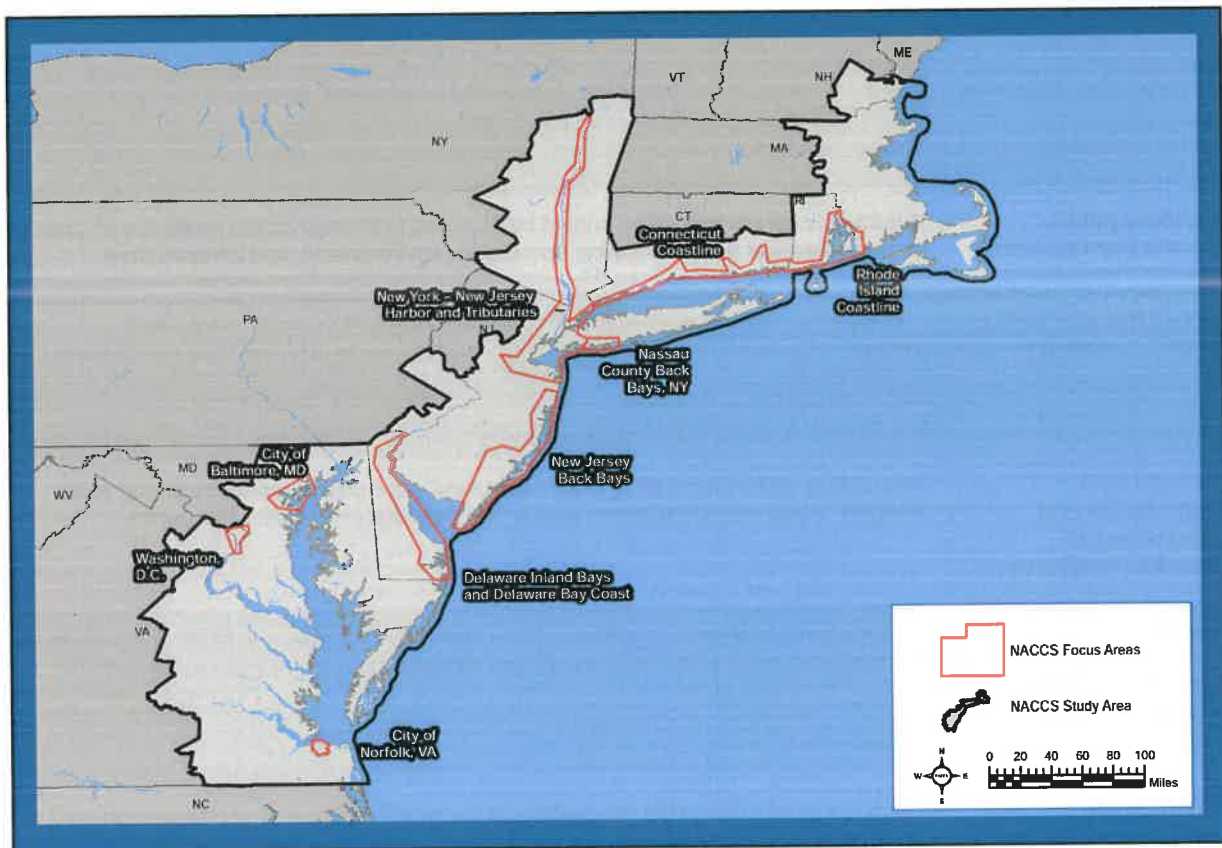 ME
VT
NH
NY
MA
RI
CT
Connecticut
Coastline
Rhode
Island
Coastline
New York - New Jersey
Harbor and Tributaries
NJ
PA
Nassau
County Back
Bays, NY
City of
Baltimore, MD
MD
WV
New Jersey
Back Bays
Washington,
D.C.
Delaware Inland Bays
and Delaware Bay Coast
VA
City of
Norfolk, VA
NC
NACCS Focus Areas
NACCS Study Area
N
W
E
S
0 20 40 60 80 100
Miles